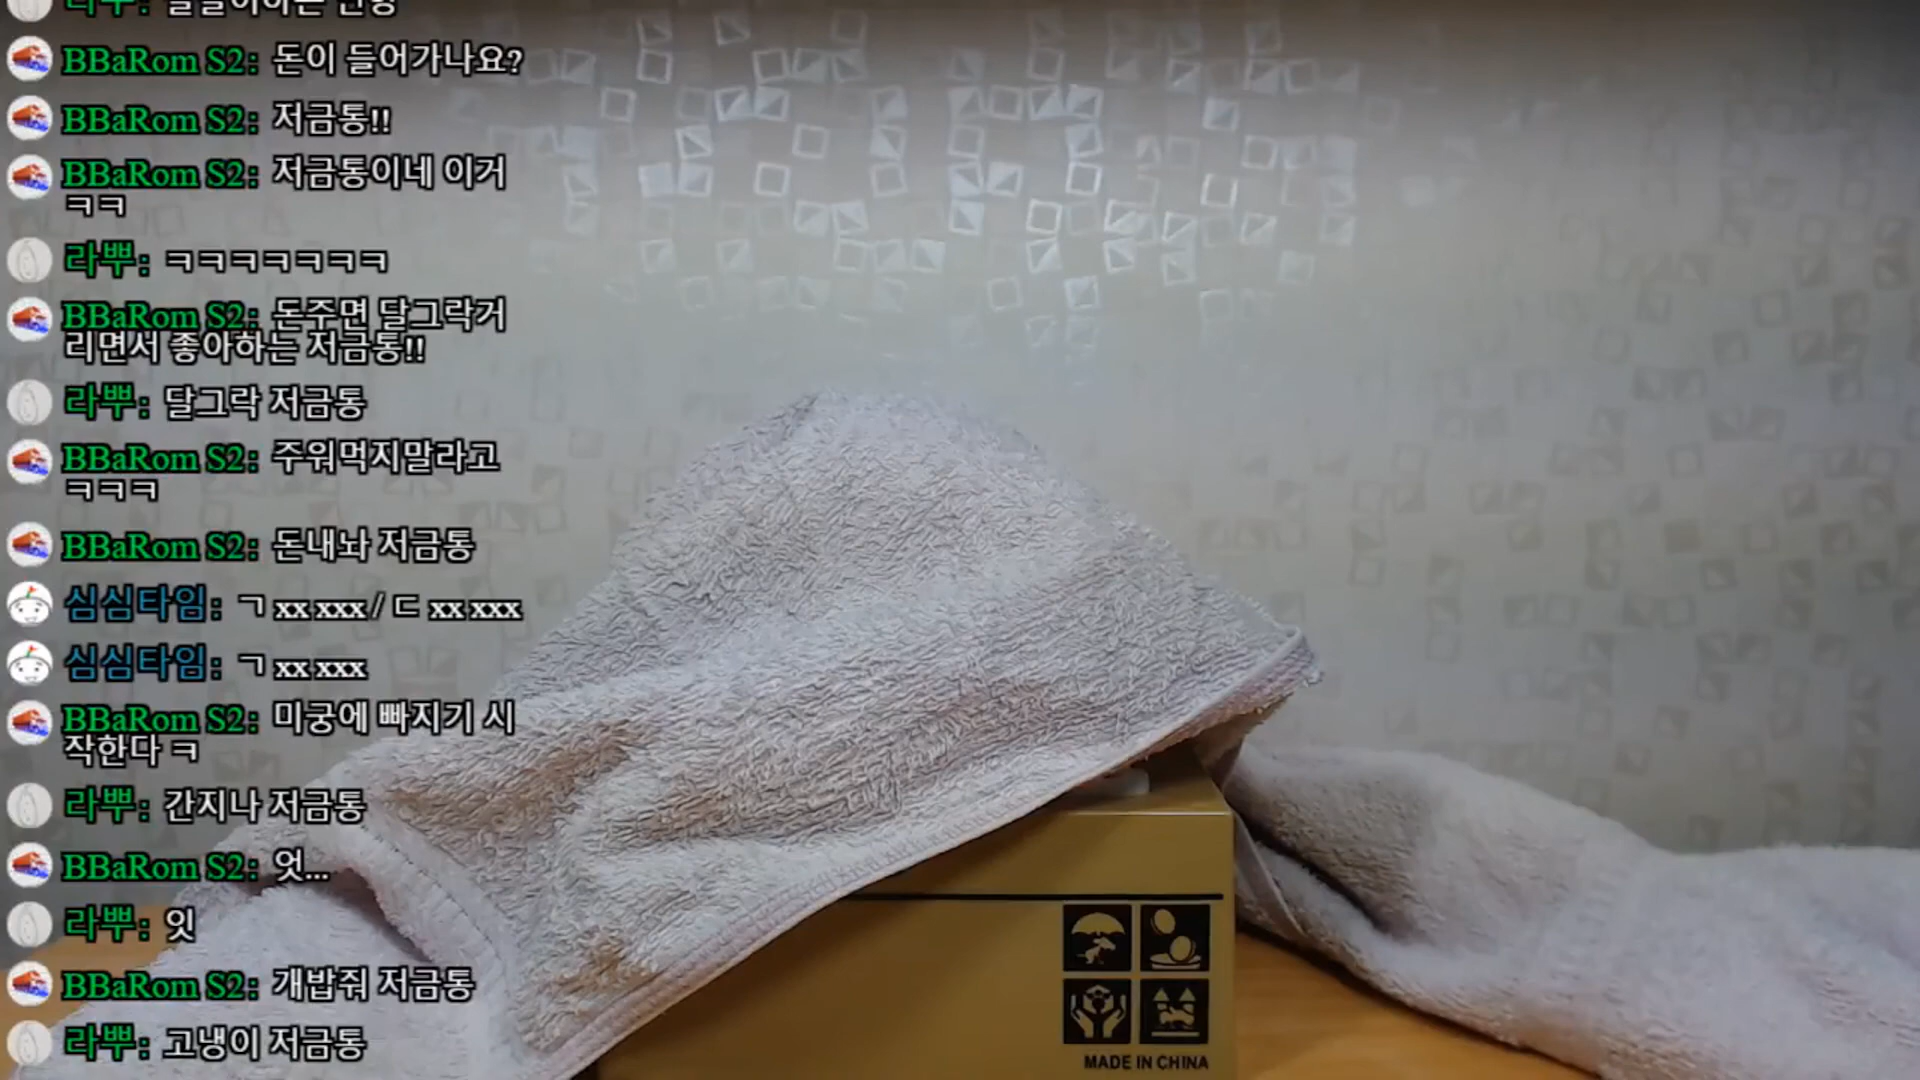 BBaRom S2: 돈이 들어가나요?
BBaRom S2: 저금통!!
BBaRom S2: 저금통이네 이거
ㅋㅋ
라뿌: ㅋㅋㅋㅋㅋㅋㅋ
BBaRom S2: 돈주면 달그락거
리면서 좋아하는 저금통!!
라뿌: 달그락 저금통
BBaRom S2: 주워먹지말라고
ㅋㅋㅋ
BBaRom S2: 돈내놔 저금통
심심타임: ㄱ xx xxx / ㄷ xx xxx
심심타임: ㄱ xx xxx
BBaRom S2: 미궁에 빠지기 시
작한다 ㅋ
라뿌: 간지나 저금통
BBaRom S2: 엇...
라뿌: 잇
BBaRom S2: 개밥줘 저금통
라뿌: 고냉이 저금통
MADE IN CHINA